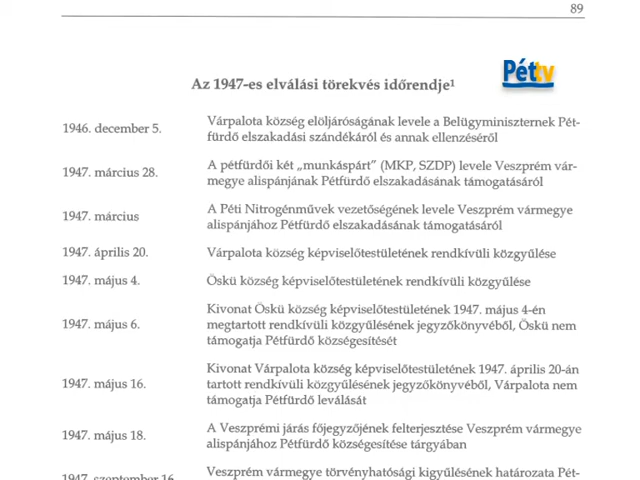 89
Péttv
Az 1947-es elválási törekvés időrendje¹
1946. december 5.
Várpalota község elöljáróságának levele a Belügyminiszternek Pét-
fürdő elszakadási szándékáról és annak ellenzéséről
1947. március 28.
A pétfürdői két „munkáspárt” (MKP, SZDP) levele Veszprém vár-
megye alispánjának Pétfürdő elszakadásának támogatásáról
1947. március
A Péti Nitrogénművek vezetőségének levele Veszprém vármegye
alispánjához Pétfürdő elszakadásának támogatásáról
1947. április 20.
Várpalota község képviselőtestületének rendkívüli közgyűlése
1947. május 4.
Öskü község képviselőtestületének rendkívüli közgyűlése
1947. május 6.
Kivonat Öskü község képviselőtestületének 1947. május 4-én
megtartott rendkívüli közgyűlésének jegyzőkönyvéből, Öskü nem
támogatja Pétfürdő községesítését
1947. május 16.
Kivonat Várpalota község képviselőtestületének 1947. április 20-án
tartott rendkívüli közgyűlésének jegyzőkönyvéből, Várpalota nem
támogatja Pétfürdő leválását
1947. május 18.
A Veszprémi járás főjegyzőjének felterjesztése Veszprém vármegye
alispánjához Pétfürdő községesítése tárgyában
1947. szeptember 16.
Veszprém vármegye törvényhatósági kisgyűlésének határozata Pét-